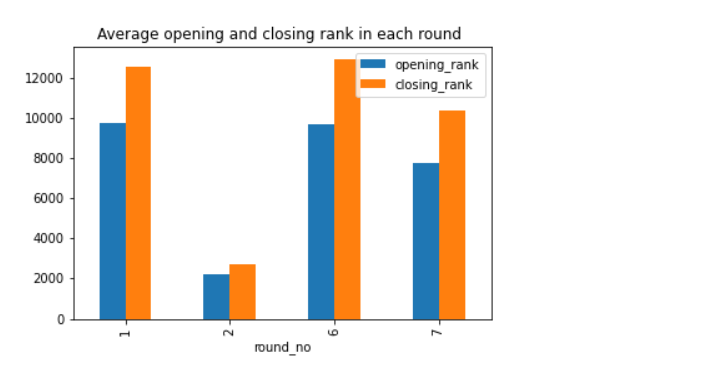 Average opening and closing rank in each round
opening_rank
closing_rank
12000
10000
8000
6000
4000
2000
0
1
2
6
7
round_no